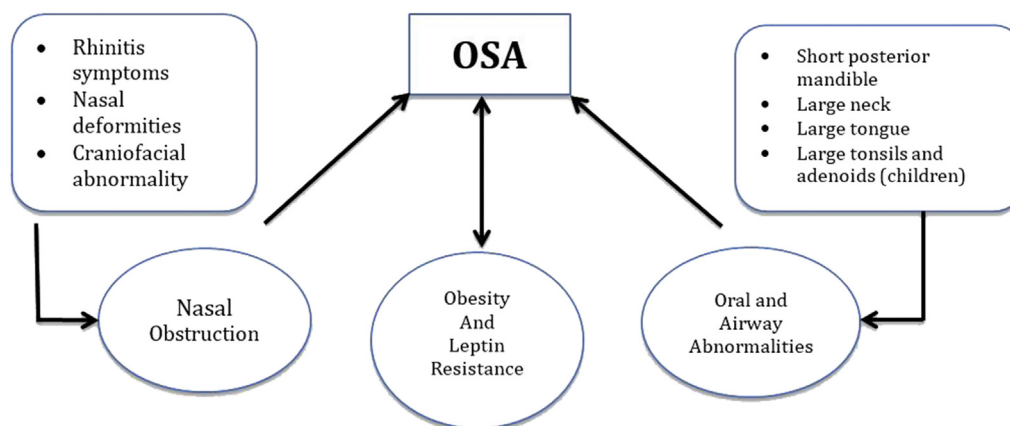 • Rhinitis
symptoms
• Nasal
deformities
• Craniofacial
abnormality
OSA
• Short posterior
mandible
• Large neck
• Large tongue
• Large tonsils and
adenoids (children)
Nasal
Obstruction
Obesity
And
Leptin
Resistance
Oral and
Airway
Abnormalities